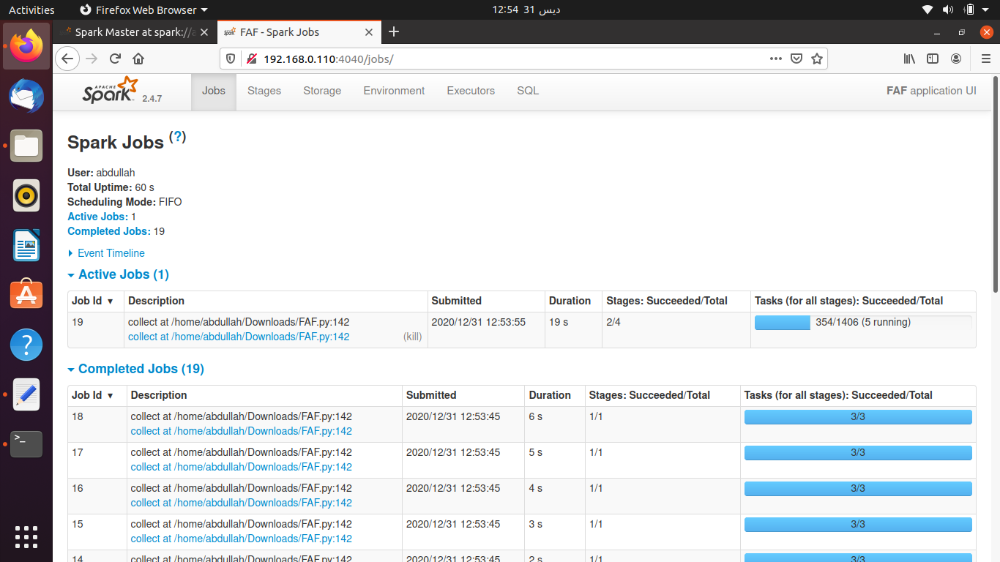 Activities
Firefox Web Browser
12:54 31 ديس
Spark Master at spark://
FAF - Spark Jobs
192.168.0.110:4040/jobs/
APACHE
Spark 2.4.7
Jobs Stages Storage Environment Executors SQL
FAF application UI
Spark Jobs (?)
User: abdullah
Total Uptime: 60 s
Scheduling Mode: FIFO
Active Jobs: 1
Completed Jobs: 19
Event Timeline
Active Jobs (1)
Job Id ▼ Description Submitted Duration Stages: Succeeded/Total Tasks (for all stages): Succeeded/Total
19 collect at /home/abdullah/Downloads/FAF.py:142 2020/12/31 12:53:55 19 s 2/4 354/1406 (5 running)
collect at /home/abdullah/Downloads/FAF.py:142 (kill)
Completed Jobs (19)
Job Id ▼ Description Submitted Duration Stages: Succeeded/Total Tasks (for all stages): Succeeded/Total
18 collect at /home/abdullah/Downloads/FAF.py:142 2020/12/31 12:53:45 6 s 1/1 3/3
collect at /home/abdullah/Downloads/FAF.py:142
17 collect at /home/abdullah/Downloads/FAF.py:142 2020/12/31 12:53:45 5 s 1/1 3/3
collect at /home/abdullah/Downloads/FAF.py:142
16 collect at /home/abdullah/Downloads/FAF.py:142 2020/12/31 12:53:45 4 s 1/1 3/3
collect at /home/abdullah/Downloads/FAF.py:142
15 collect at /home/abdullah/Downloads/FAF.py:142 2020/12/31 12:53:45 3 s 1/1 3/3
collect at /home/abdullah/Downloads/FAF.py:142
14 collect at /home/abdullah/Downloads/FAF.py:142 2020/12/31 12:53:45 2 s 1/1 3/3